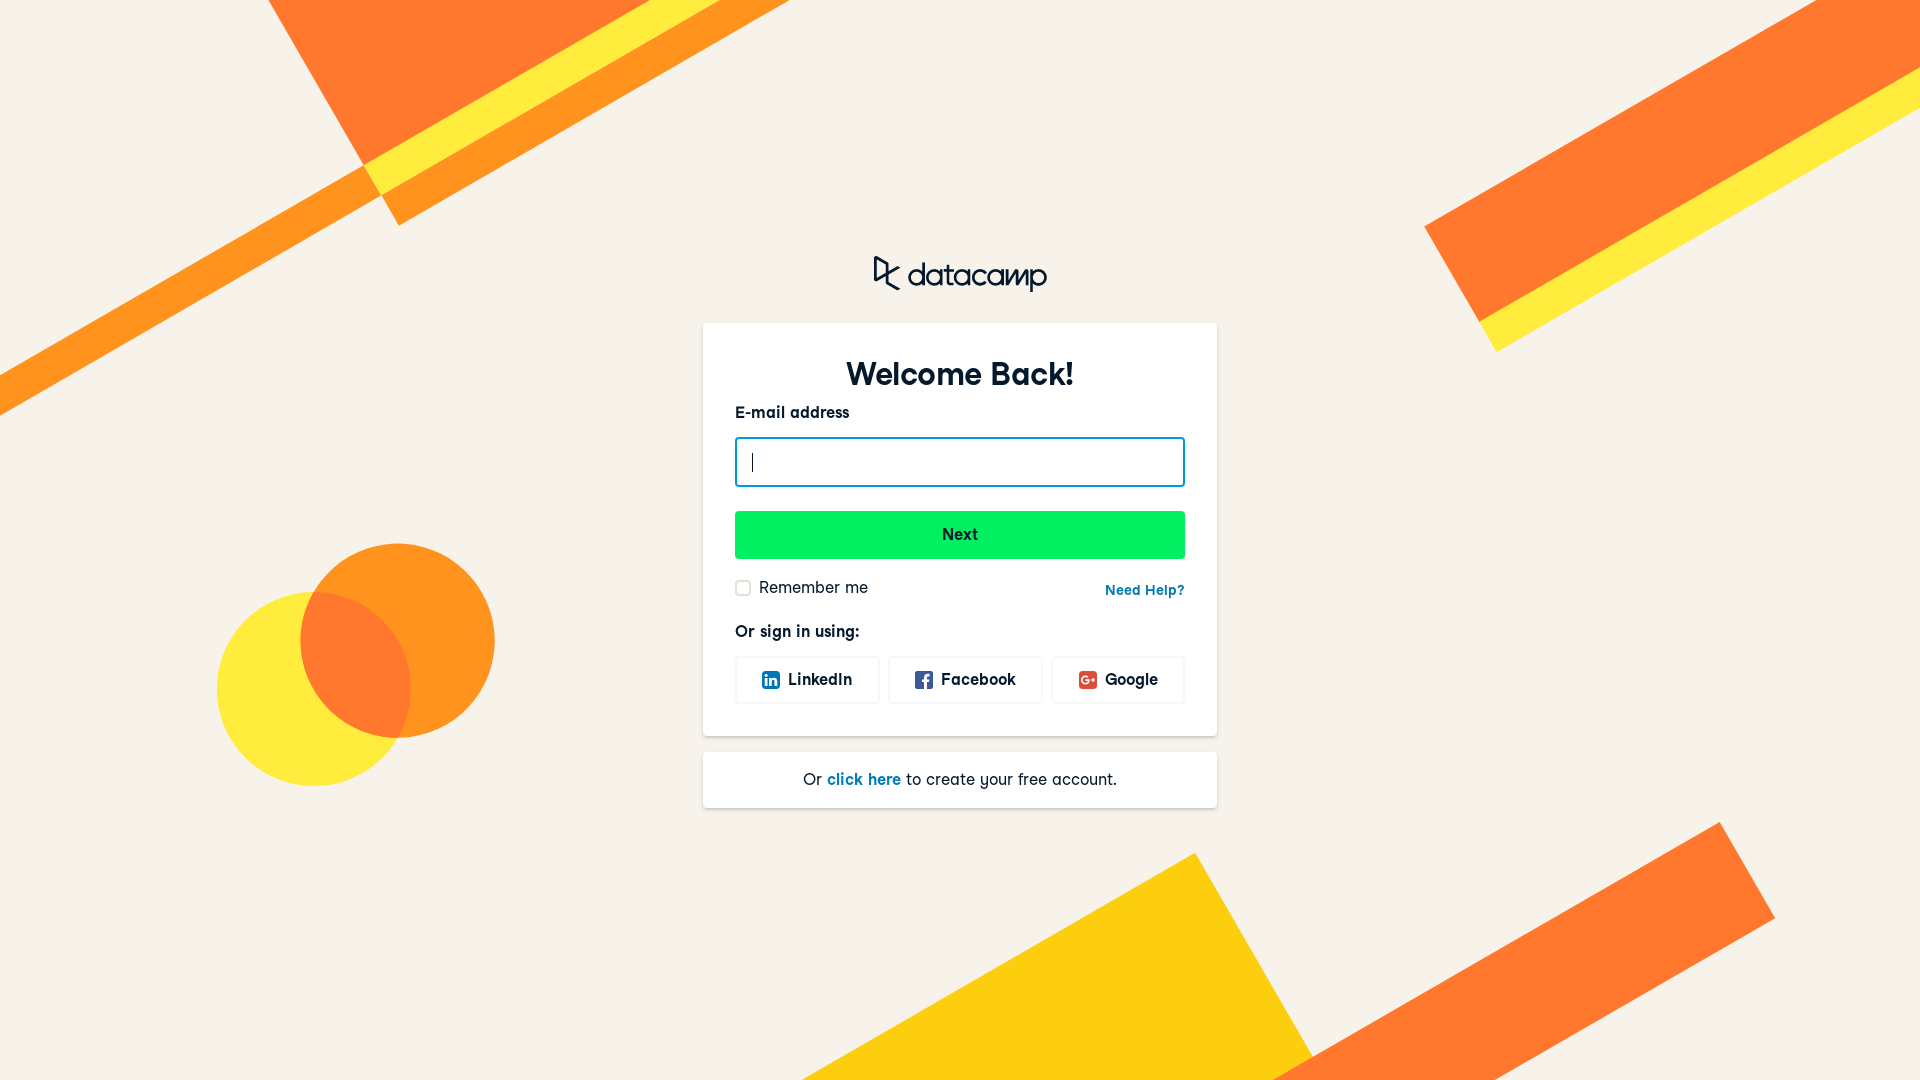 datacamp
Welcome Back!
E-mail address
Next
Remember me
Need Help?
Or sign in using:
LinkedIn
Facebook
Google
Or click here to create your free account.